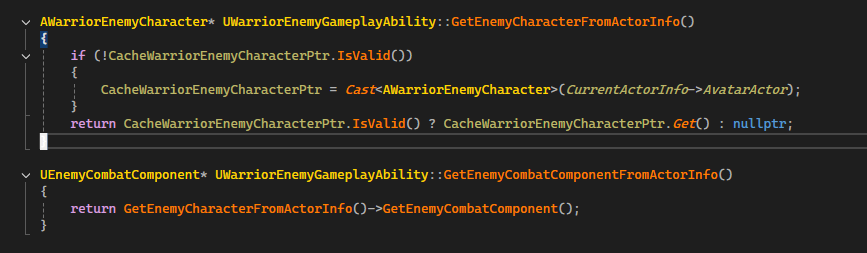 AWarriorEnemyCharacter* UWarriorEnemyGameplayAbility::GetEnemyCharacterFromActorInfo()
{
    if (!CacheWarriorEnemyCharacterPtr.IsValid())
    {
        CacheWarriorEnemyCharacterPtr = Cast<AWarriorEnemyCharacter>(CurrentActorInfo->AvatarActor);
    }
    return CacheWarriorEnemyCharacterPtr.IsValid() ? CacheWarriorEnemyCharacterPtr.Get() : nullptr;
}
UEnemyCombatComponent* UWarriorEnemyGameplayAbility::GetEnemyCombatComponentFromActorInfo()
{
    return GetEnemyCharacterFromActorInfo()->GetEnemyCombatComponent();
}